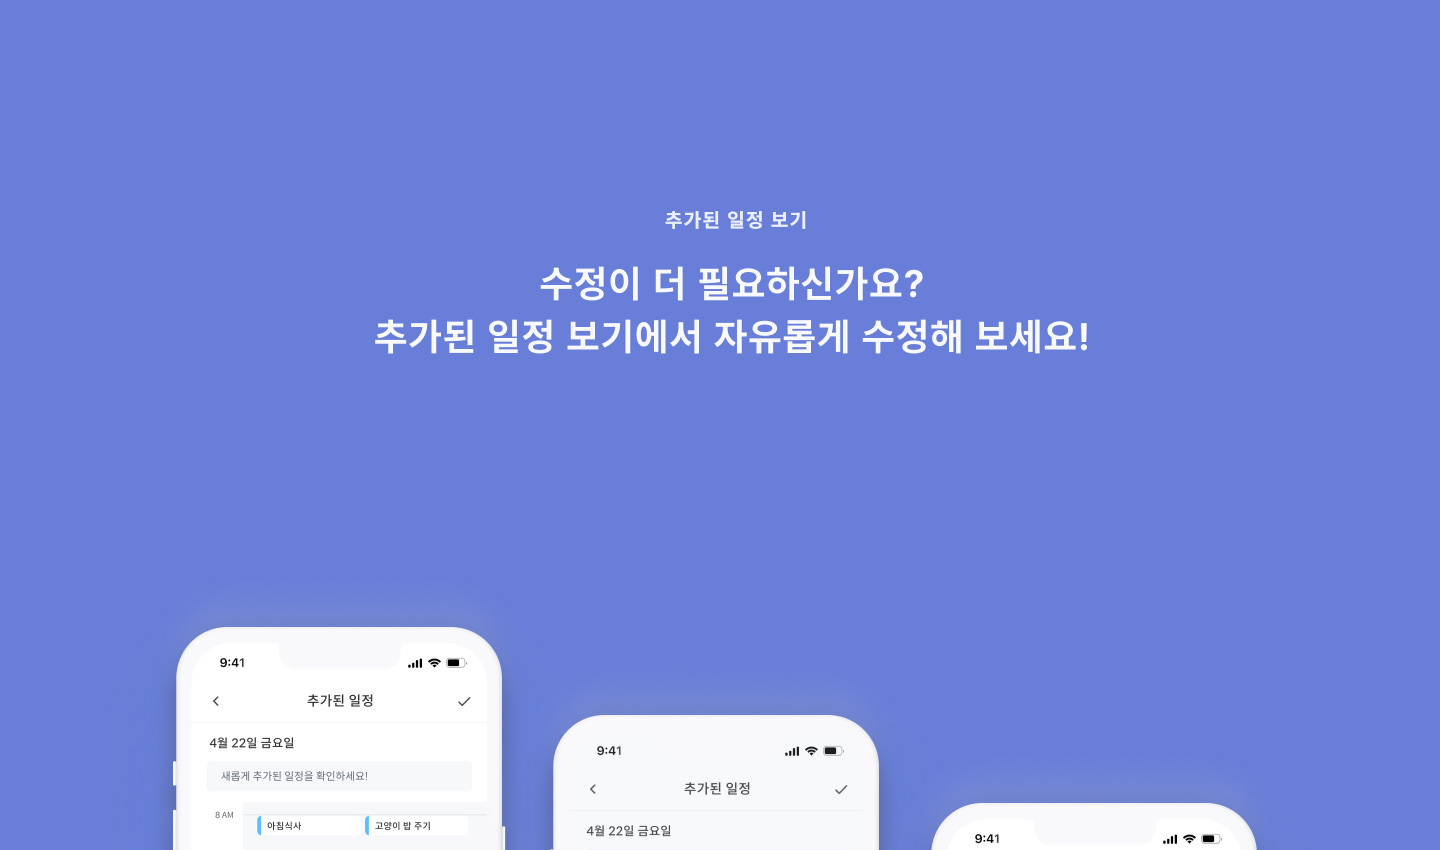 추가된 일정 보기
수정이 더 필요하신가요?
추가된 일정 보기에서 자유롭게 수정해 보세요!
9:41
추가된 일정
4월 22일 금요일
새롭게 추가된 일정을 확인하세요!
8 AM
아침식사
고양이 밥 주기
9:41
추가된 일정
4월 22일 금요일
9:41